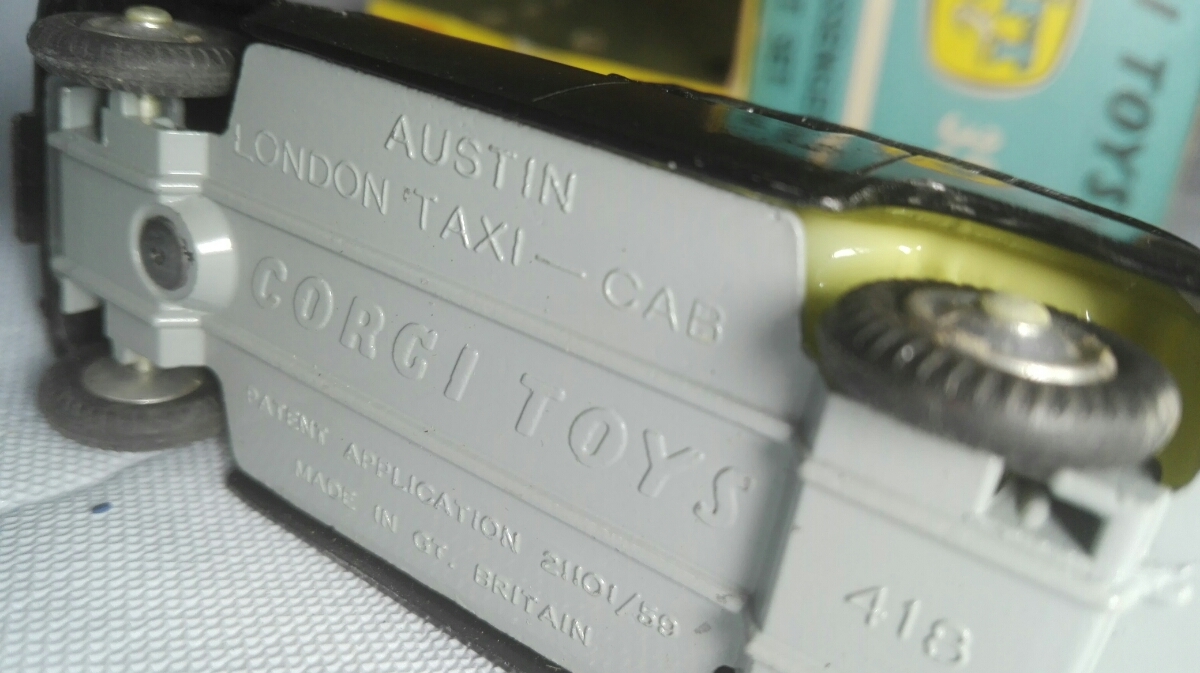 AUSTIN
LONDON TAXI — CAB
CORGI TOYS
PATENT APPLICATION 21101/59
MADE IN GT. BRITAIN
418
TOYS